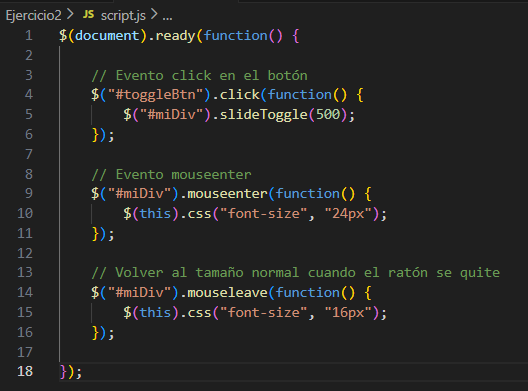 Ejercicio2 > JS script.js > ...
1 $(document).ready(function() {
2
3 // Evento click en el botón
4 $("#toggleBtn").click(function() {
5 $("#miDiv").slideToggle(500);
6 });
7
8 // Evento mouseenter
9 $("#miDiv").mouseenter(function() {
10 $(this).css("font-size", "24px");
11 });
12
13 // Volver al tamaño normal cuando el ratón se quite
14 $("#miDiv").mouseleave(function() {
15 $(this).css("font-size", "16px");
16 });
17
18 });